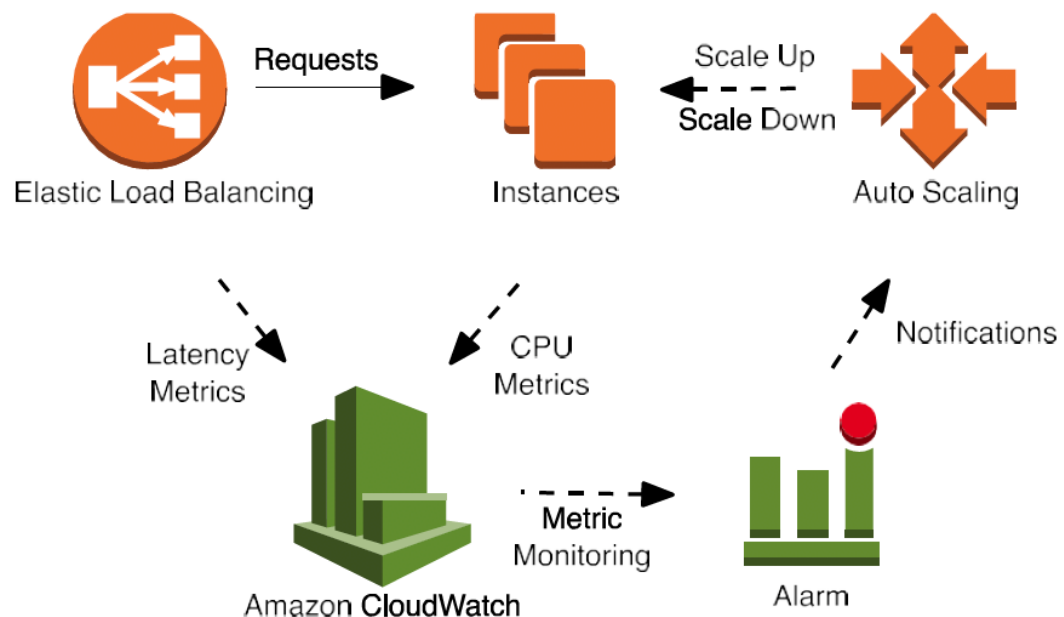 Requests
Scale Up
Scale Down
Elastic Load Balancing
Instances
Auto Scaling
Latency
Metrics
CPU
Metrics
Notifications
Metric
Monitoring
Amazon CloudWatch
Alarm